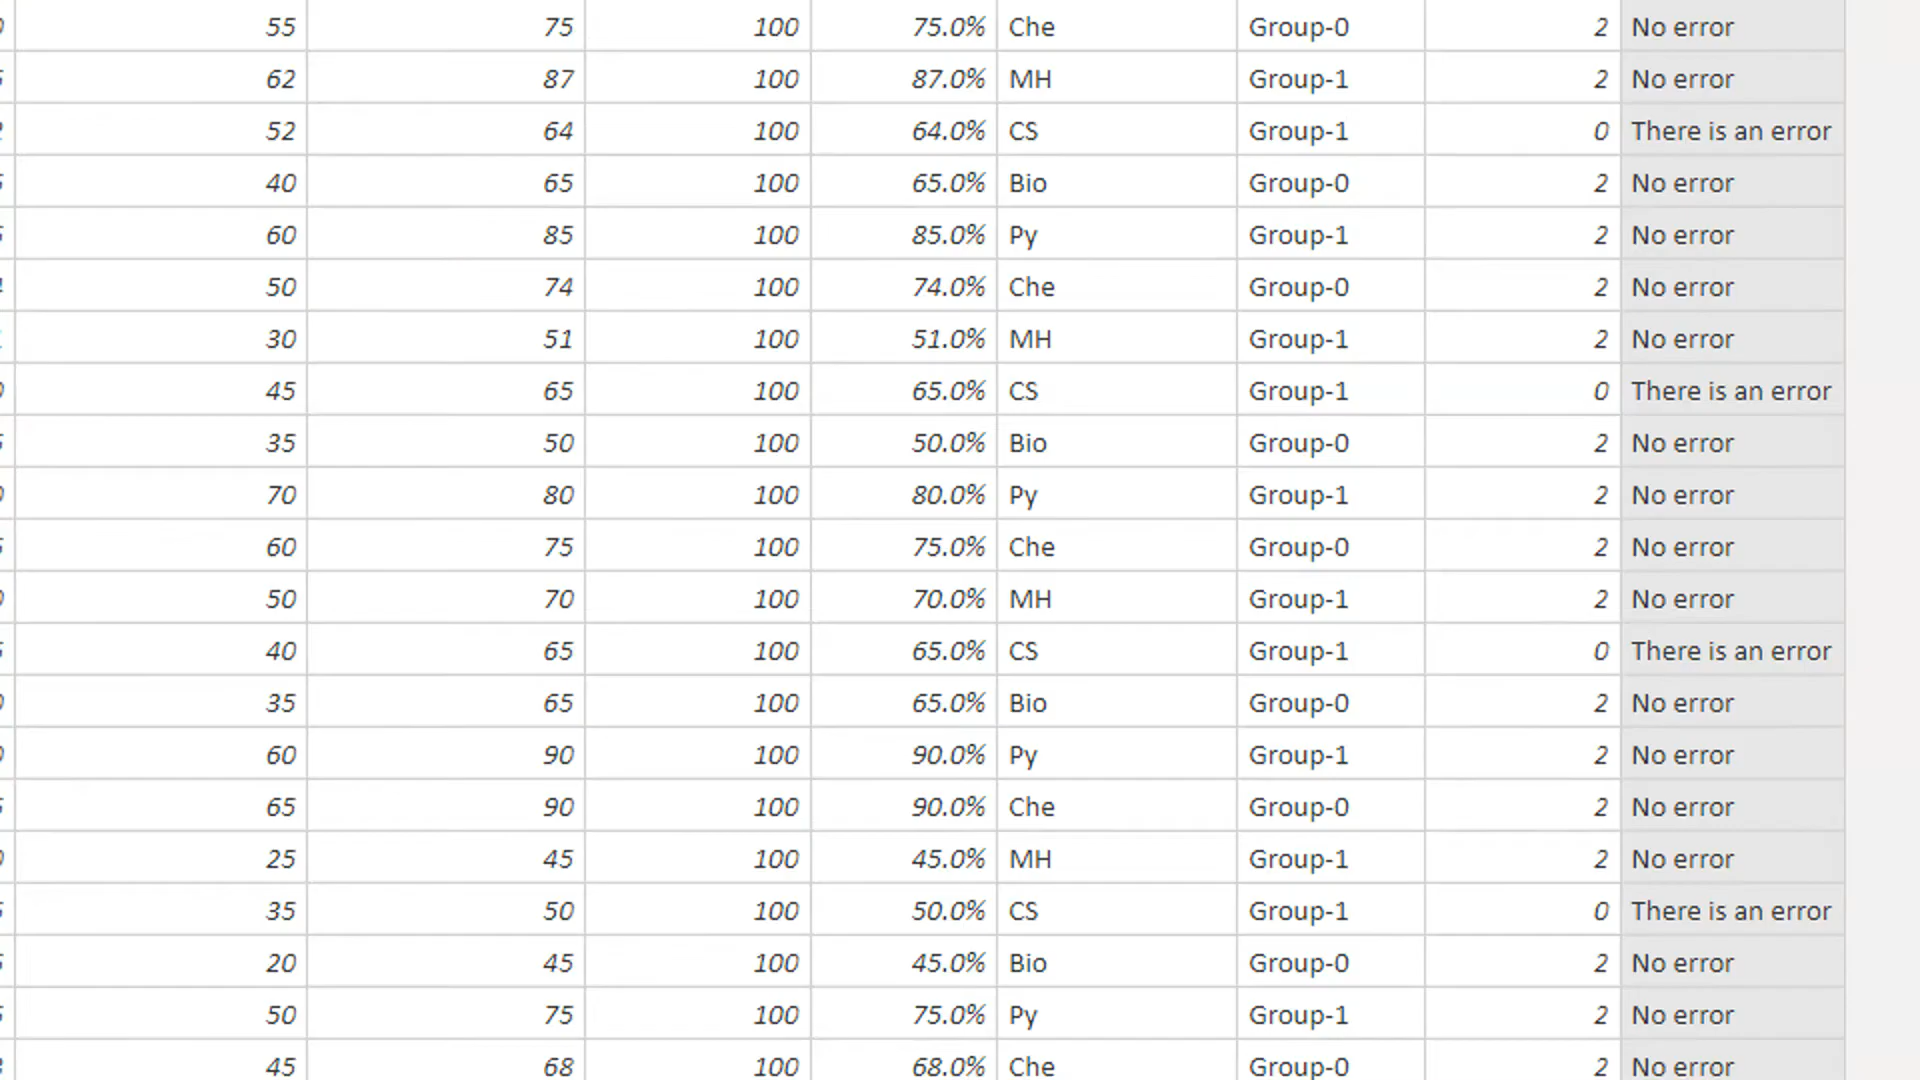 55 75 100 75.0% Che Group-0 2 No error
62 87 100 87.0% MH Group-1 2 No error
52 64 100 64.0% CS Group-1 0 There is an error
40 65 100 65.0% Bio Group-0 2 No error
60 85 100 85.0% Py Group-1 2 No error
50 74 100 74.0% Che Group-0 2 No error
30 51 100 51.0% MH Group-1 2 No error
45 65 100 65.0% CS Group-1 0 There is an error
35 50 100 50.0% Bio Group-0 2 No error
70 80 100 80.0% Py Group-1 2 No error
60 75 100 75.0% Che Group-0 2 No error
50 70 100 70.0% MH Group-1 2 No error
40 65 100 65.0% CS Group-1 0 There is an error
35 65 100 65.0% Bio Group-0 2 No error
60 90 100 90.0% Py Group-1 2 No error
65 90 100 90.0% Che Group-0 2 No error
25 45 100 45.0% MH Group-1 2 No error
35 50 100 50.0% CS Group-1 0 There is an error
20 45 100 45.0% Bio Group-0 2 No error
50 75 100 75.0% Py Group-1 2 No error
45 68 100 68.0% Che Group-0 2 No error